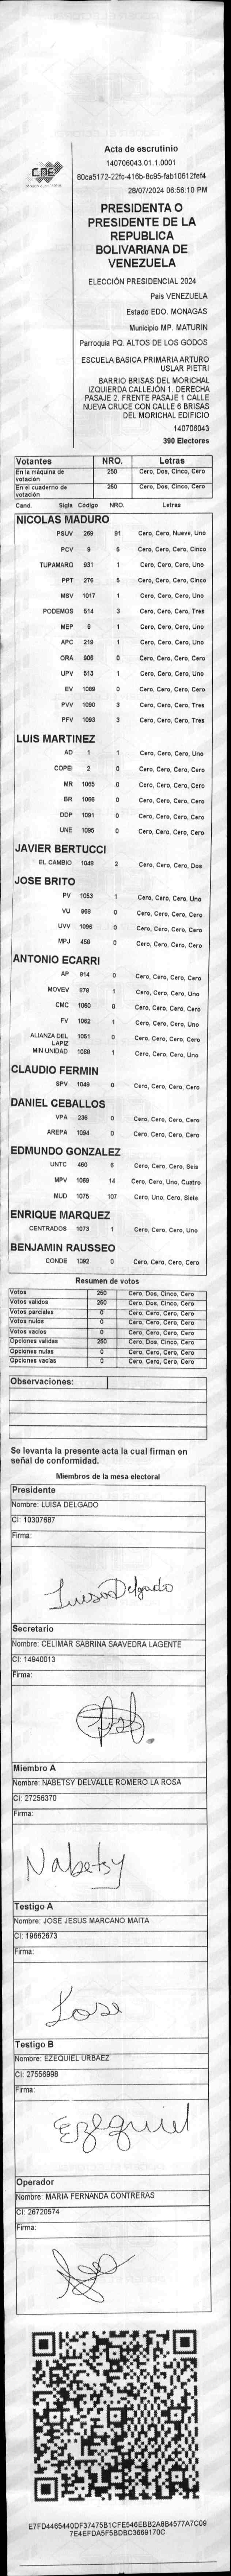 CNE
Acta de escrutinio
140706043.01.1.0001
80ca5172-22fc-416b-8c95-fab10612fef4
28/07/2024 06:56:10 PM
PRESIDENTA O
PRESIDENTE DE LA
REPUBLICA
BOLIVARIANA DE
VENEZUELA
ELECCIÓN PRESIDENCIAL 2024
Pais VENEZUELA
Estado EDO. MONAGAS
Municipio MP. MATURIN
Parroquia PQ. ALTOS DE LOS GODOS
ESCUELA BASICA PRIMARIA ARTURO
USLAR PIETRI
BARRIO BRISAS DEL MORICHAL
IZQUIERDA CALLEJÓN 1. DERECHA
PASAJE 2. FRENTE PASAJE 1 CALLE
NUEVA CRUCE CON CALLE 6 BRISAS
DEL MORICHAL EDIFICIO
140706043
390 Electores
Votantes NRO. Letras
En la máquina de votación 250 Cero, Dos, Cinco, Cero
En el cuaderno de votación 250 Cero, Dos, Cinco, Cero
Cand. Sigla Código NRO. Letras
NICOLAS MADURO
PSUV 269 91 Cero, Cero, Nueve, Uno
PCV 9 5 Cero, Cero, Cero, Cinco
TUPAMARO 931 1 Cero, Cero, Cero, Uno
PPT 276 5 Cero, Cero, Cero, Cinco
MSV 1017 1 Cero, Cero, Cero, Uno
PODEMOS 514 3 Cero, Cero, Cero, Tres
MEP 6 1 Cero, Cero, Cero, Uno
APC 219 1 Cero, Cero, Cero, Uno
ORA 906 0 Cero, Cero, Cero, Cero
UPV 513 1 Cero, Cero, Cero, Uno
EV 1089 0 Cero, Cero, Cero, Cero
PVV 1090 3 Cero, Cero, Cero, Tres
PFV 1093 3 Cero, Cero, Cero, Tres
LUIS MARTINEZ
AD 1 1 Cero, Cero, Cero, Uno
COPEI 2 0 Cero, Cero, Cero, Cero
MR 1065 0 Cero, Cero, Cero, Cero
BR 1066 0 Cero, Cero, Cero, Cero
DDP 1091 0 Cero, Cero, Cero, Cero
UNE 1095 0 Cero, Cero, Cero, Cero
JAVIER BERTUCCI
EL CAMBIO 1048 2 Cero, Cero, Cero, Dos
JOSE BRITO
PV 1053 1 Cero, Cero, Cero, Uno
VU 969 0 Cero, Cero, Cero, Cero
UVV 1096 0 Cero, Cero, Cero, Cero
MPJ 458 0 Cero, Cero, Cero, Cero
ANTONIO ECARRI
AP 814 0 Cero, Cero, Cero, Cero
MOVEV 879 1 Cero, Cero, Cero, Uno
CMC 1050 0 Cero, Cero, Cero, Cero
FV 1062 1 Cero, Cero, Cero, Uno
ALIANZA DEL LAPIZ 1051 0 Cero, Cero, Cero, Cero
MIN UNIDAD 1068 1 Cero, Cero, Cero, Uno
CLAUDIO FERMIN
SPV 1049 0 Cero, Cero, Cero, Cero
DANIEL CEBALLOS
VPA 236 0 Cero, Cero, Cero, Cero
AREPA 1094 0 Cero, Cero, Cero, Cero
EDMUNDO GONZALEZ
UNTC 460 6 Cero, Cero, Cero, Seis
MPV 1069 14 Cero, Cero, Uno, Cuatro
MUD 1075 107 Cero, Uno, Cero, Siete
ENRIQUE MARQUEZ
CENTRADOS 1073 1 Cero, Cero, Cero, Uno
BENJAMIN RAUSSEO
CONDE 1092 0 Cero, Cero, Cero, Cero
Resumen de votos
Votos 250 Cero, Dos, Cinco, Cero
Votos validos 250 Cero, Dos, Cinco, Cero
Votos parciales 0 Cero, Cero, Cero, Cero
Votos nulos 0 Cero, Cero, Cero, Cero
Votos vacios 0 Cero, Cero, Cero, Cero
Opciones validas 250 Cero, Dos, Cinco, Cero
Opciones nulas 0 Cero, Cero, Cero, Cero
Opciones vacias 0 Cero, Cero, Cero, Cero
Observaciones:
Se levanta la presente acta la cual firman en
señal de conformidad.
Miembros de la mesa electoral
Presidente
Nombre: LUISA DELGADO
CI: 10307687
Firma:
Luisa Delgado
Secretario
Nombre: CELIMAR SABRINA SAAVEDRA LAGENTE
CI: 14940013
Firma:
Miembro A
Nombre: NABETSY DELVALLE ROMERO LA ROSA
CI: 27256370
Firma:
Nabetsy
Testigo A
Nombre: JOSE JESUS MARCANO MAITA
CI: 19662673
Firma:
Jose
Testigo B
Nombre: EZEQUIEL URBAEZ
CI: 27556998
Firma:
Ezequiel
Operador
Nombre: MARIA FERNANDA CONTRERAS
CI: 26720574
Firma:
E7FD4465440DF37475B1CFE546EBB2A8B4577A7C09
7E4EFDA5F5BDBC3669170C